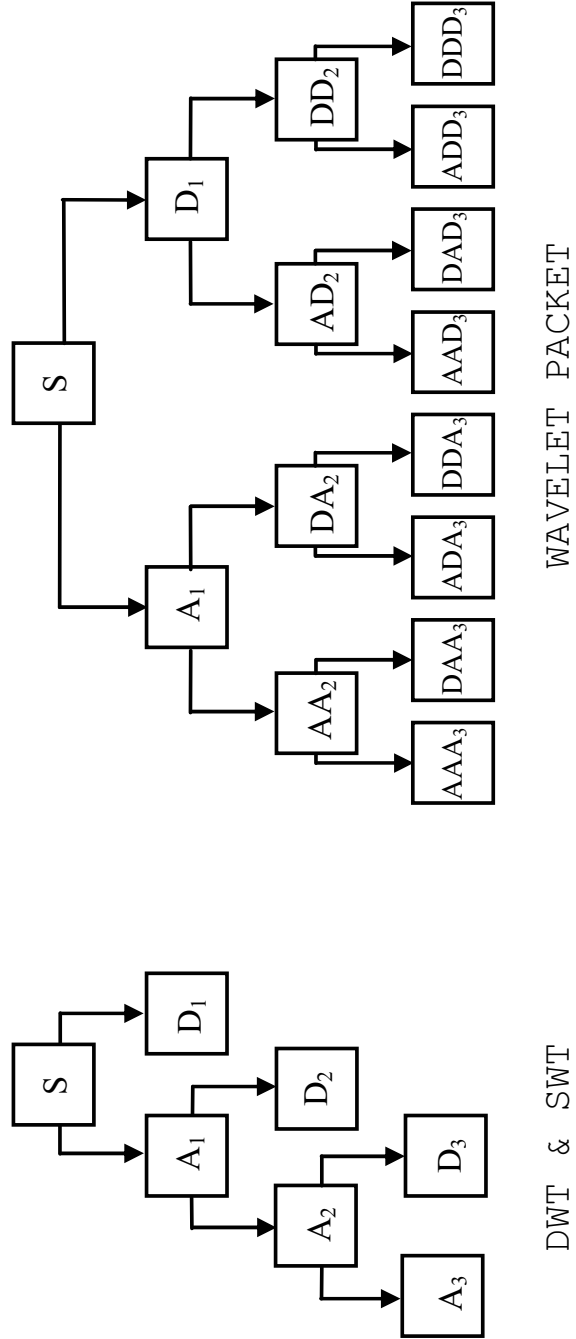 S
A₁ D₁
A₂ D₂
A₃ D₃
DWT & SWT
S
A₁ D₁
AA₂ DA₂ AD₂ DD₂
AAA₃ DAA₃ ADA₃ DDA₃ AAD₃ DAD₃ ADD₃ DDD₃
WAVELET PACKET